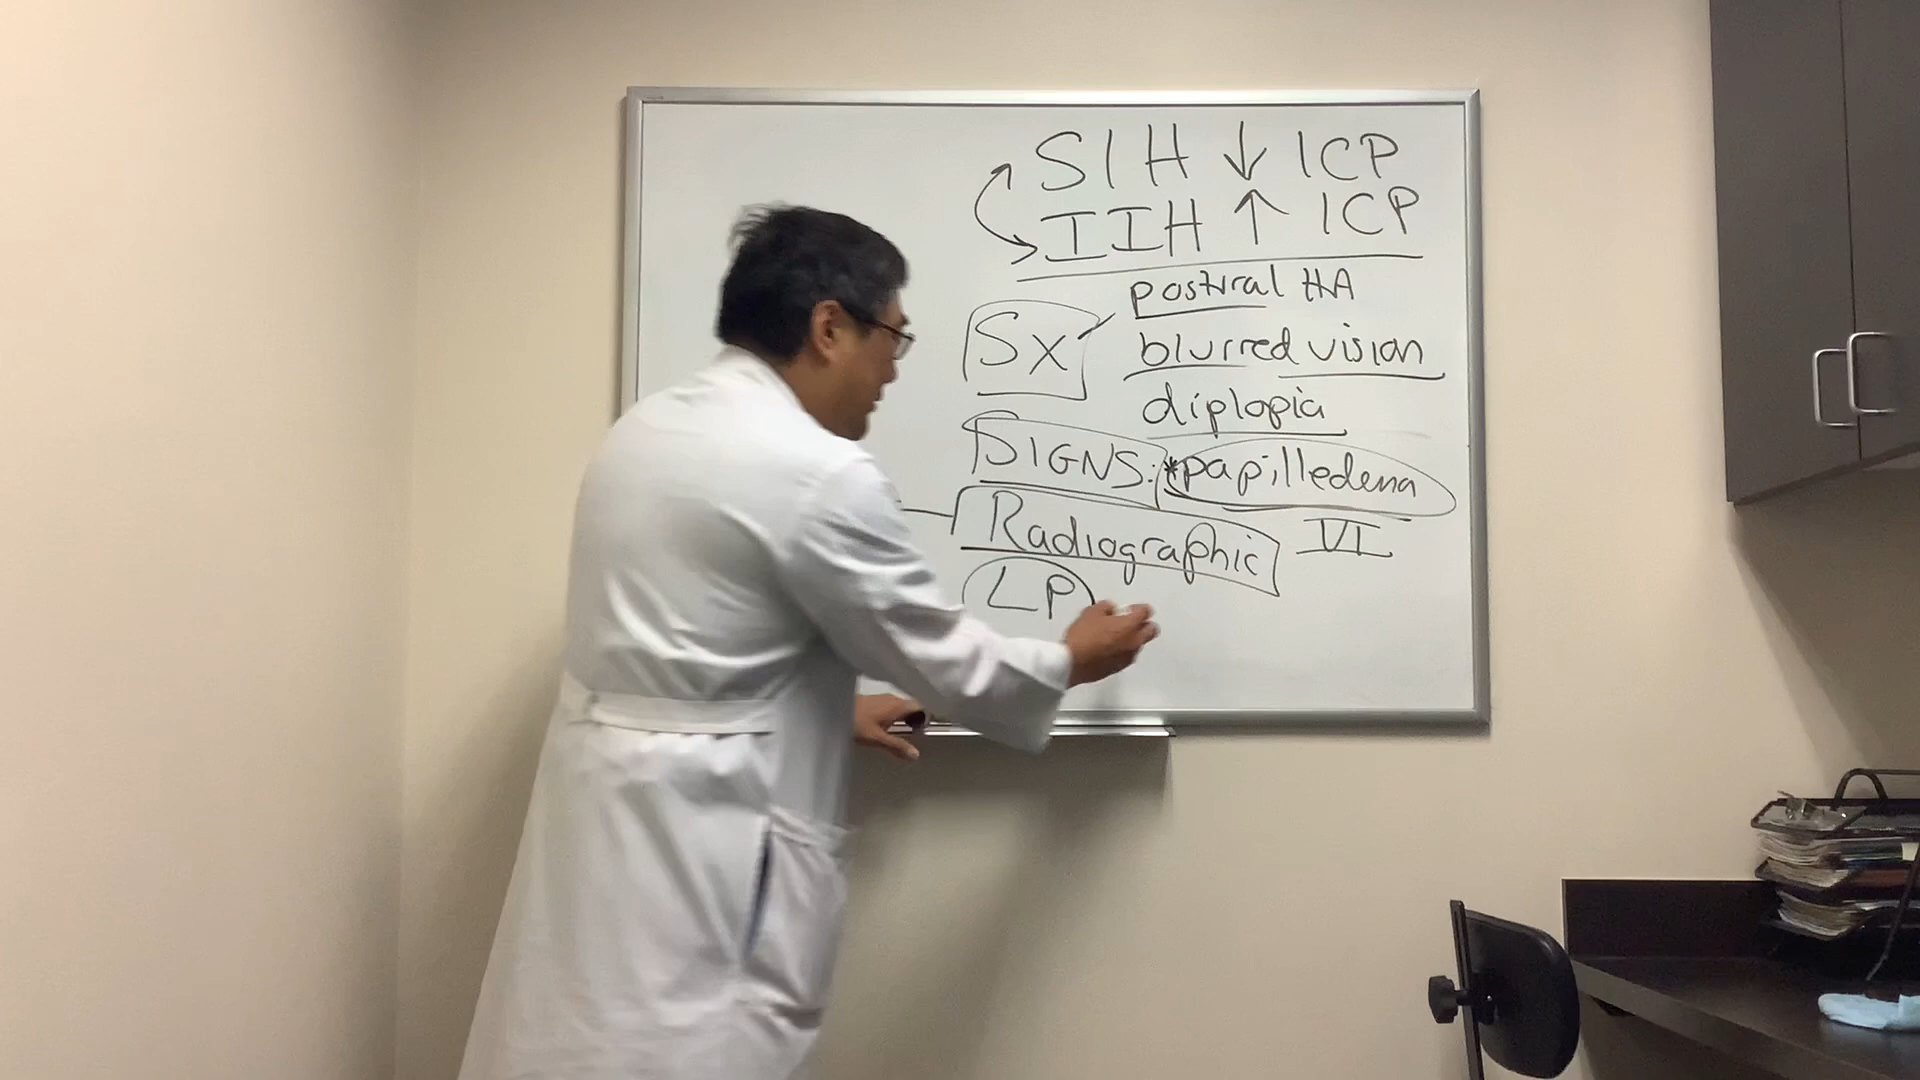 SIH ↓ ICP
IIH ↑ ICP
postural HA
Sx
blurred vision
diplopia
SIGNS: *papilledema
VI
Radiographic
LP